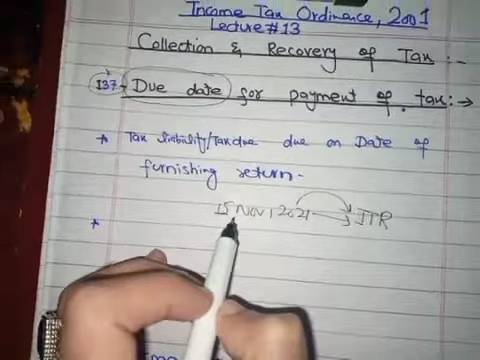 Income Tax Ordinance, 2001
Lecture # 13
Collection & Recovery of Tax :-
137 - Due date for payment of tax :→
* Tax liability/Tax due due on Date of
furnishing return -
15 Nov, 2021 → ITR
*